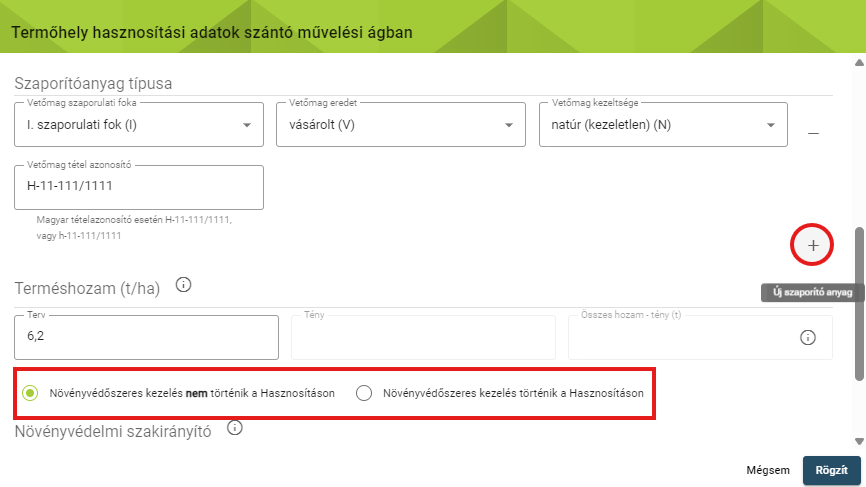 Termőhely hasznosítási adatok szántó művelési ágban
Szaporítóanyag típusa
Vetőmag szaporulati foka
Vetőmag eredet
Vetőmag kezeltsége
I. szaporulati fok (I)
vásárolt (V)
natúr (kezeletlen) (N)
Vetőmag tétel azonosító
H-11-111/1111
Magyar tételazonosító esetén H-11-111/1111,
vagy h-11-111/1111
Új szaporító anyag
Terméshozam (t/ha)
Terv
Tény
Összes hozam - tény (t)
6,2
Növényvédőszeres kezelés nem történik a Hasznosításon
Növényvédőszeres kezelés történik a Hasznosításon
Növényvédelmi szakirányító
Mégsem
Rögzít